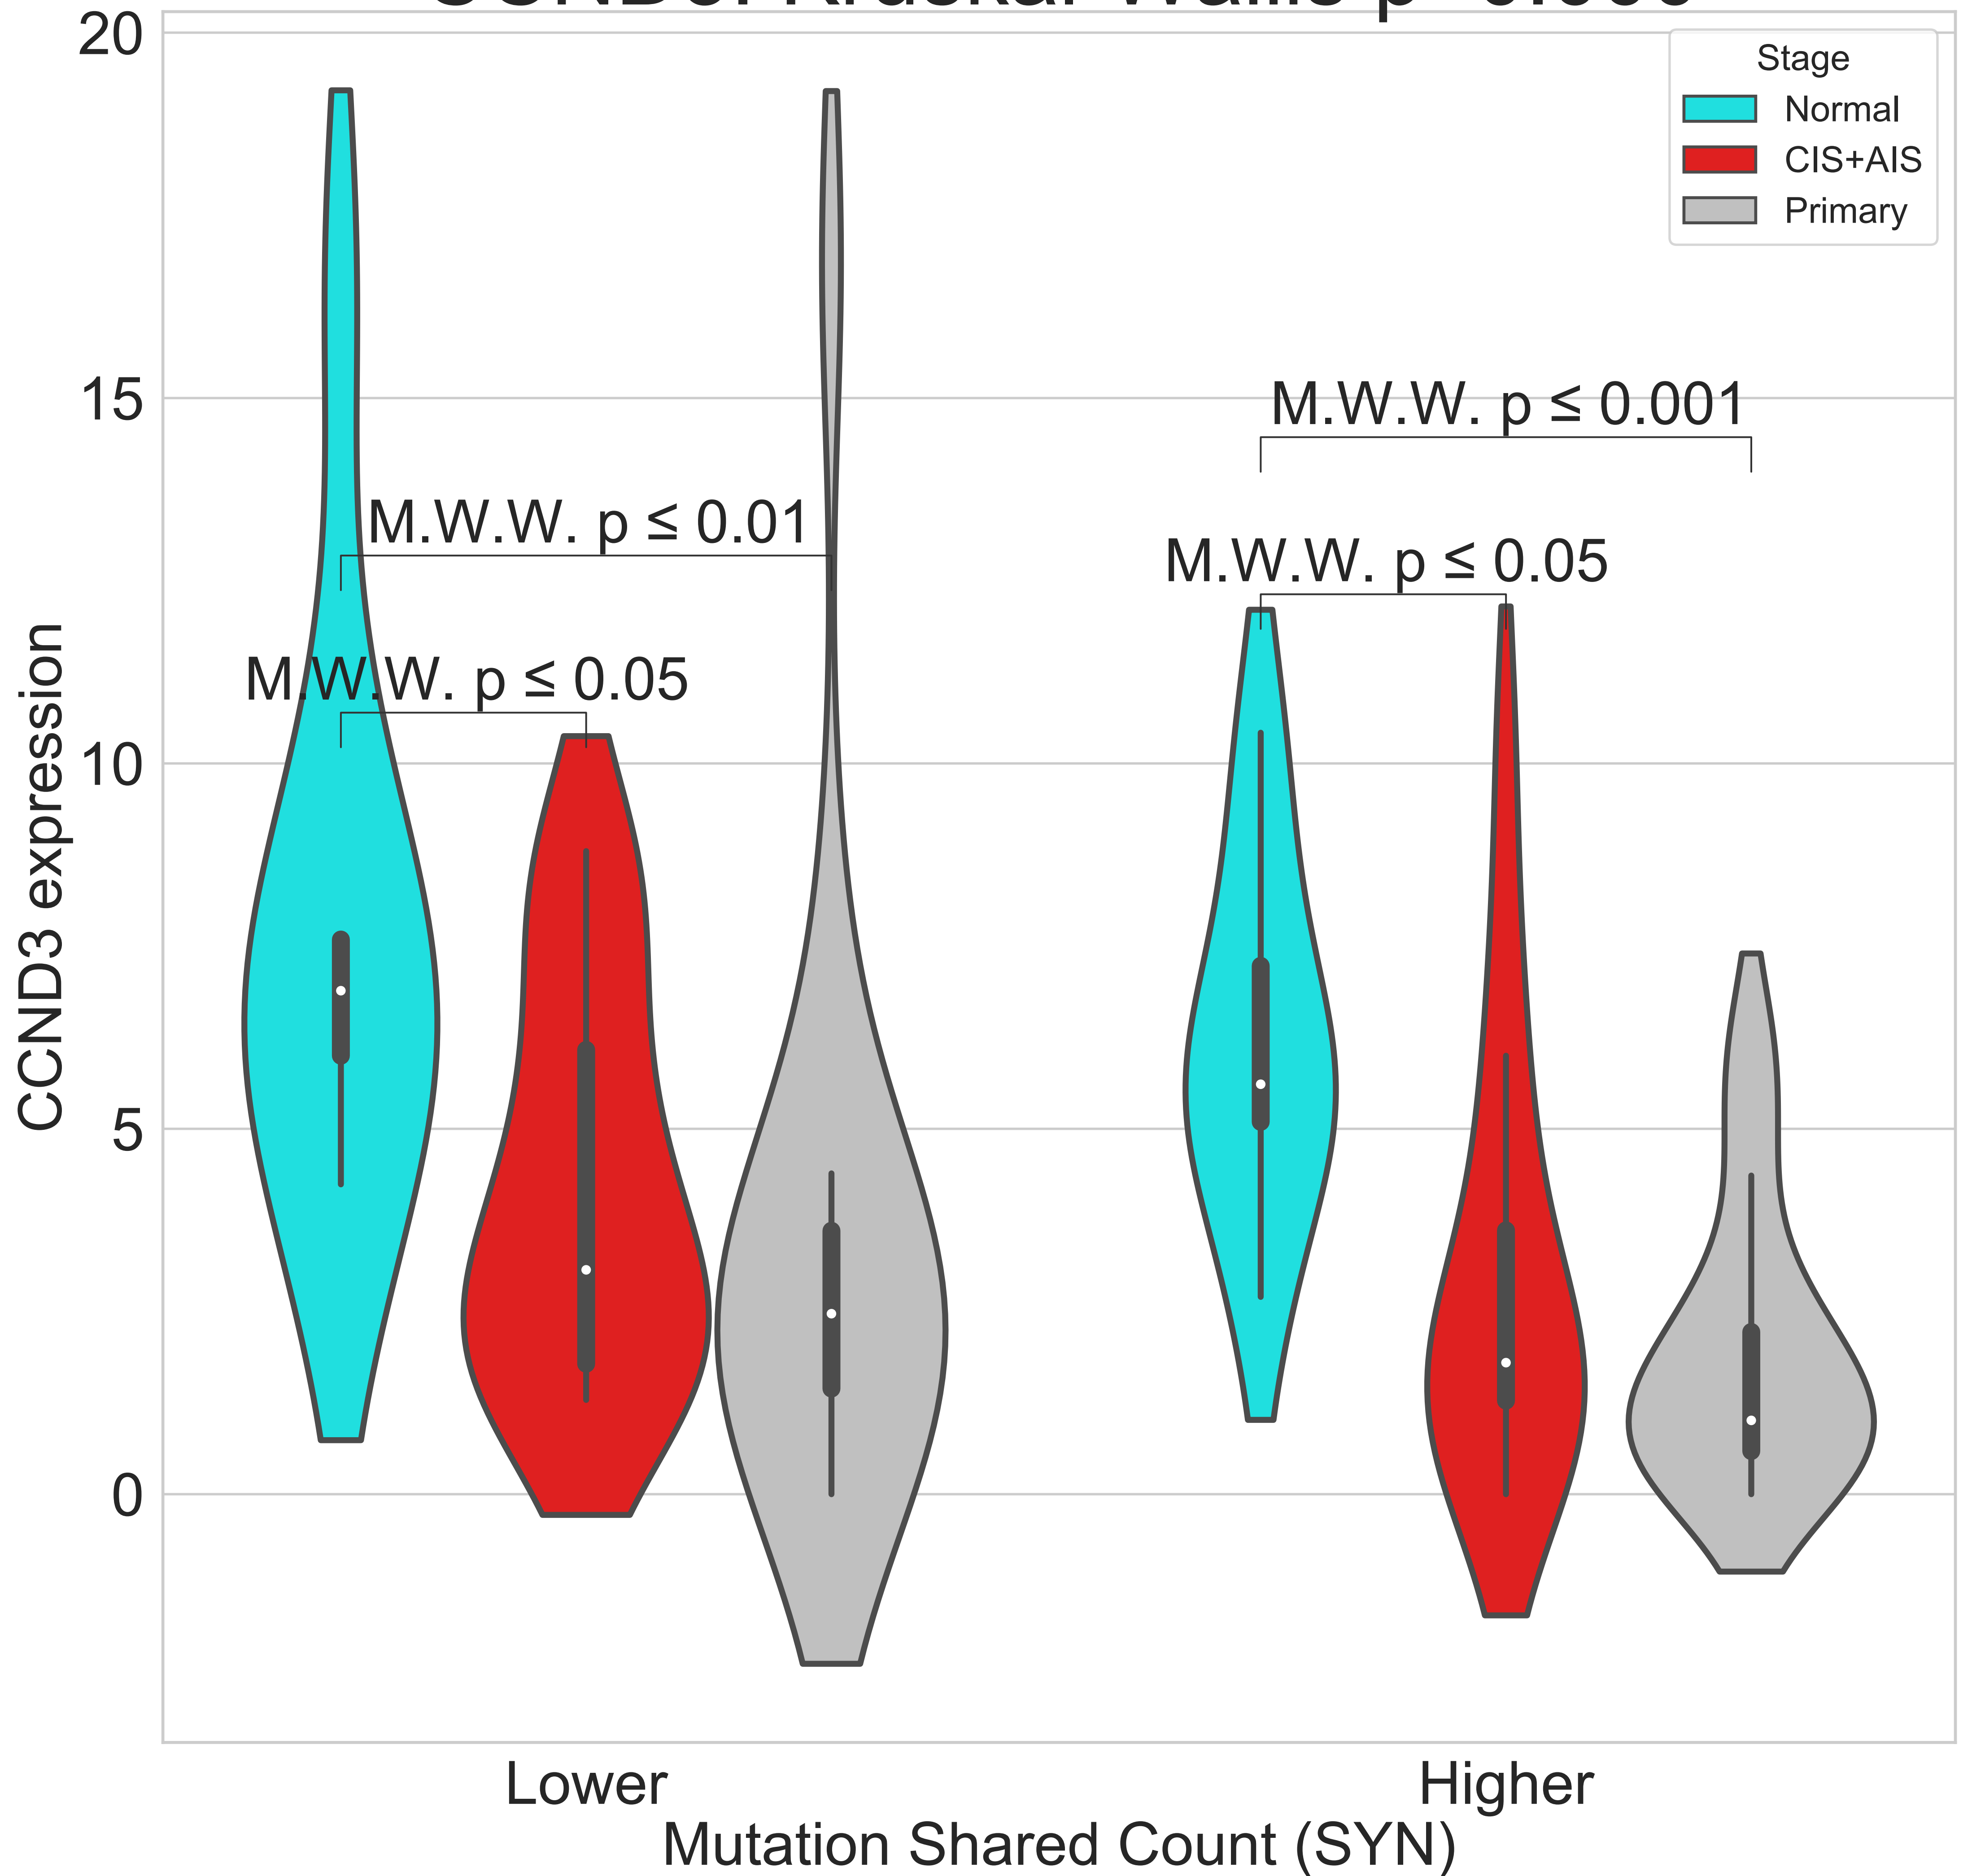 20
15
10
5
0
CCND3 expression
Stage
Normal
CIS+AIS
Primary
M.W.W. p ≤ 0.001
M.W.W. p ≤ 0.01
M.W.W. p ≤ 0.05
M.W.W. p ≤ 0.05
Lower
Higher
Mutation Shared Count (SYN)